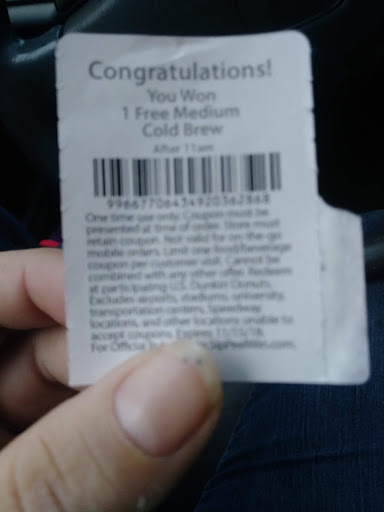 Congratulations!
You Won
1 Free Medium
Cold Brew
After 11am
One time use only. Coupon must be
presented at time of order. Store must
retain coupon. Not valid for on-the-go
mobile orders. Limit one food/beverage
coupon per customer visit. Cannot be
combined with any other offer. Redeem
at participating U.S. Dunkin Donuts.
Excludes airports, stadiums, university,
transportation centers, Speedway
locations, and other locations unable to
accept coupons. Expires
For Official